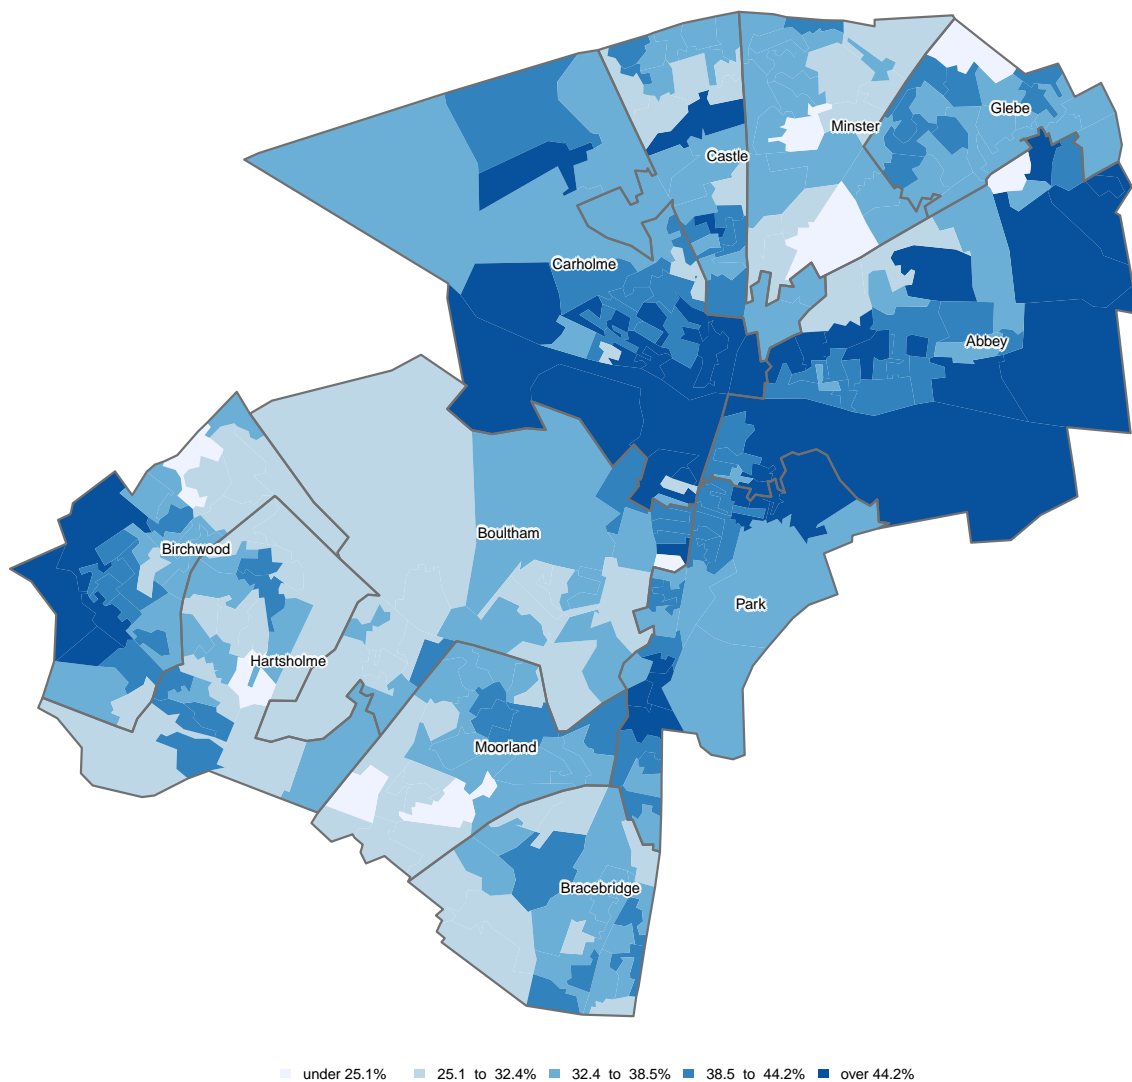 Glebe
Minster
Castle
Carholme
Abbey
Boultham
Birchwood
Park
Hartsholme
Moorland
Bracebridge
under 25.1% 25.1 to 32.4% 32.4 to 38.5% 38.5 to 44.2% over 44.2%